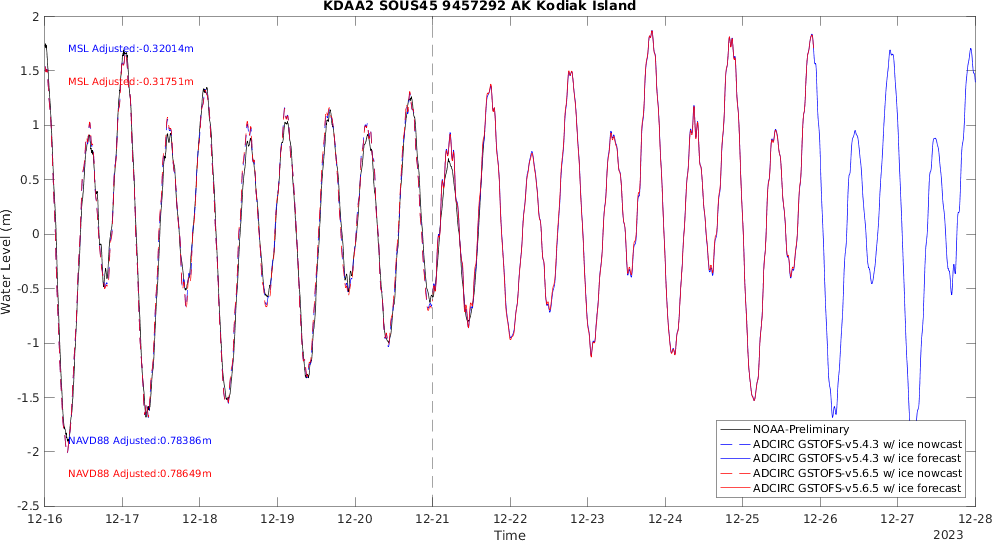 KDAA2 SOUS45 9457292 AK Kodiak Island
2
1.5
1
0.5
0
-0.5
-1
-1.5
-2
-2.5
Water Level (m)
MSL Adjusted:-0.32014m
MSL Adjusted:-0.31751m
NAVD88 Adjusted:0.78386m
NAVD88 Adjusted:0.78649m
NOAA-Preliminary
ADCIRC GSTOFS-v5.4.3 w/ ice nowcast
ADCIRC GSTOFS-v5.4.3 w/ ice forecast
ADCIRC GSTOFS-v5.6.5 w/ ice nowcast
ADCIRC GSTOFS-v5.6.5 w/ ice forecast
12-16 12-17 12-18 12-19 12-20 12-21 12-22 12-23 12-24 12-25 12-26 12-27 12-28
Time
2023